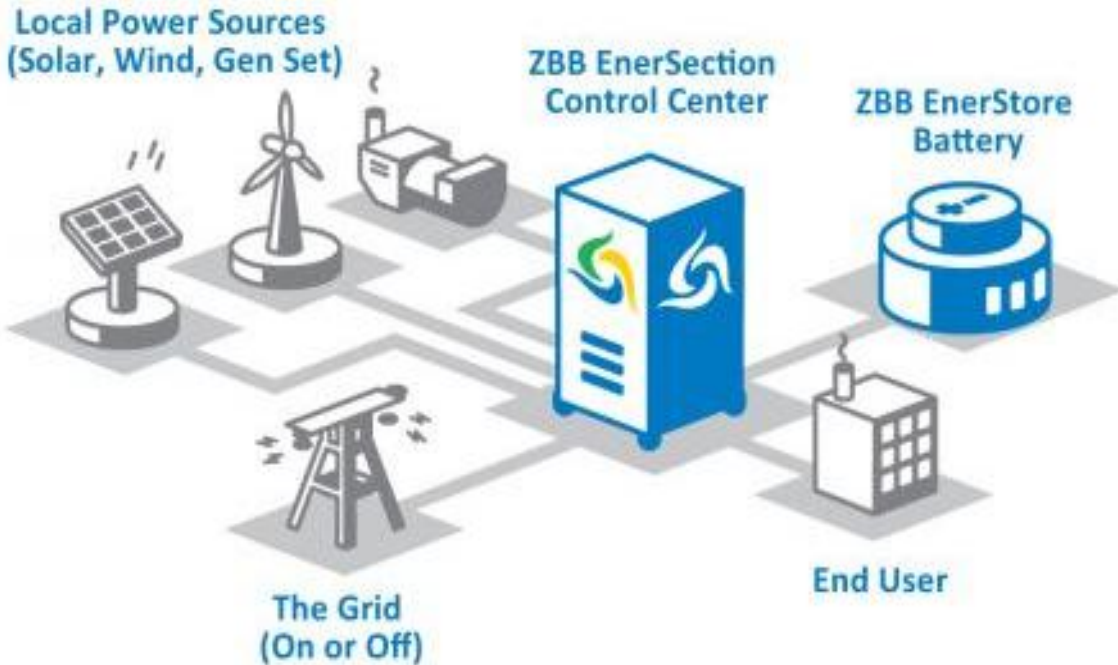 Local Power Sources
(Solar, Wind, Gen Set)
ZBB EnerSection
Control Center
ZBB EnerStore
Battery
The Grid
(On or Off)
End User